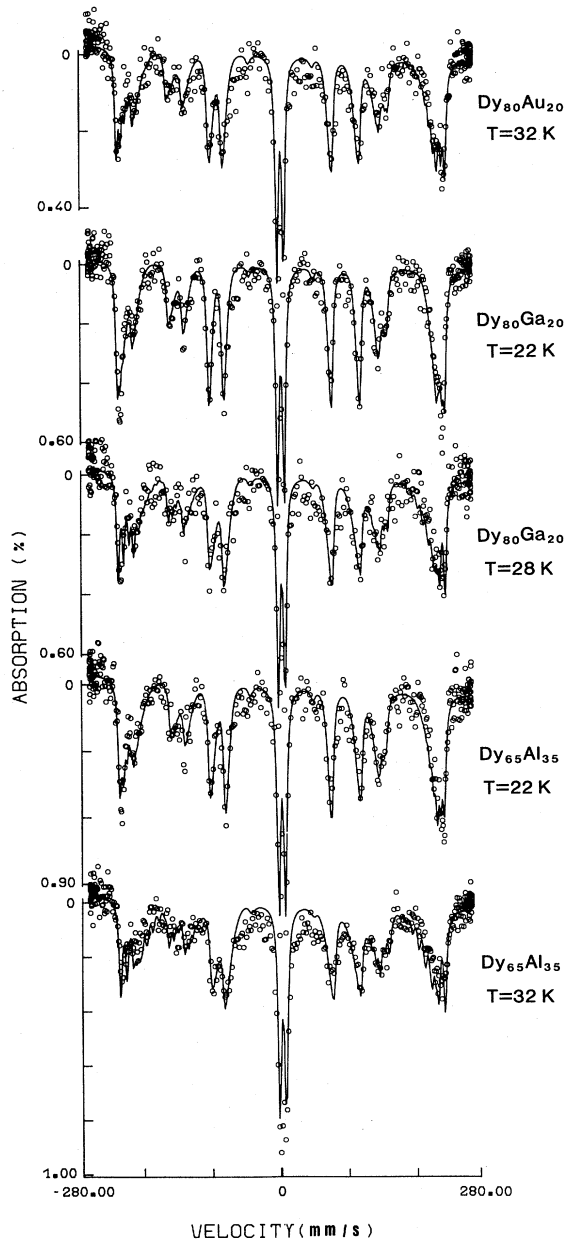 0
Dy80Au20
T=32 K
0.40
0
Dy80Ga20
T=22 K
0.60
0
Dy80Ga20
T=28 K
ABSORPTION (%)
0.60
0
Dy65Al35
T=22 K
0.90
0
Dy65Al35
T=32 K
1.00
-280.00 0 280.00
VELOCITY(mm/s)